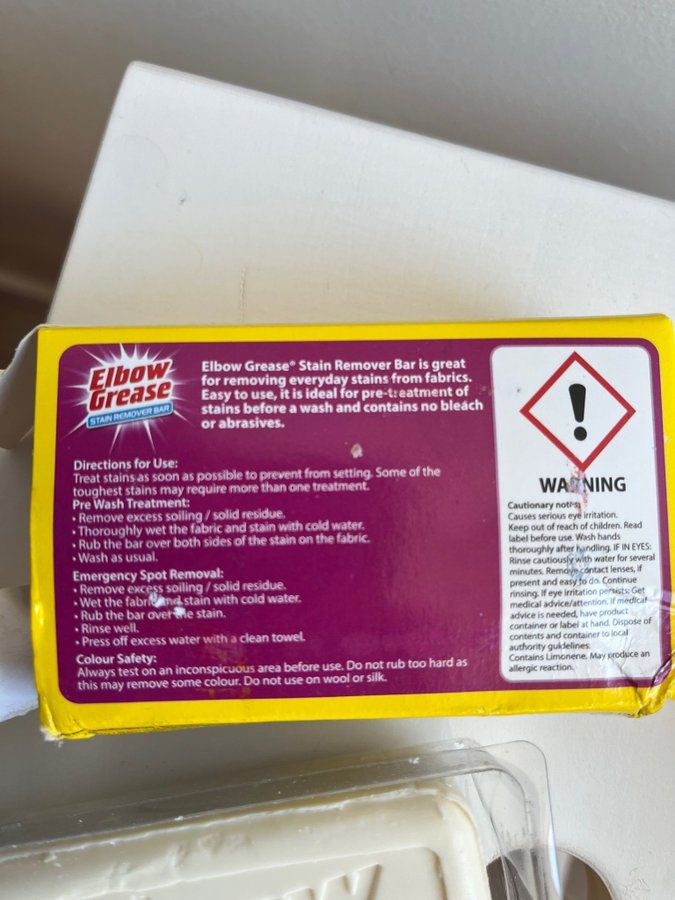 Elbow
Grease
STAIN REMOVER BAR
Elbow Grease® Stain Remover Bar is great
for removing everyday stains from fabrics.
Easy to use, it is ideal for pre-treatment of
stains before a wash and contains no bleach
or abrasives.
Directions for Use:
Treat stains as soon as possible to prevent from setting. Some of the
toughest stains may require more than one treatment.
Pre Wash Treatment:
• Remove excess soiling / solid residue.
• Thoroughly wet the fabric and stain with cold water.
• Rub the bar over both sides of the stain on the fabric.
• Wash as usual.
Emergency Spot Removal:
• Remove excess soiling / solid residue.
• Wet the fabric and stain with cold water.
• Rub the bar over the stain.
• Rinse well.
• Press off excess water with a clean towel.
Colour Safety:
Always test on an inconspicuous area before use. Do not rub too hard as
this may remove some colour. Do not use on wool or silk.
WARNING
Cautionary notes:
Causes serious eye irritation.
Keep out of reach of children. Read
label before use. Wash hands
thoroughly after handling. IF IN EYES:
Rinse cautiously with water for several
minutes. Remove contact lenses, if
present and easy to do. Continue
rinsing. If eye irritation persists: Get
medical advice/attention. If medical
advice is needed, have product
container or label at hand. Dispose of
contents and container to local
authority guidelines.
Contains Limonene. May produce an
allergic reaction.